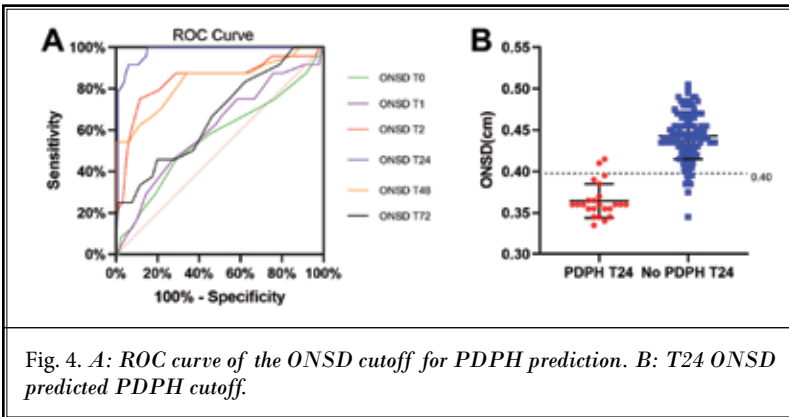 A
ROC Curve
100%
80%
60%
40%
20%
0%
Sensitivity
0% 20% 40% 60% 80% 100%
100% - Specificity
ONSD T0
ONSD T1
ONSD T2
ONSD T24
ONSD T48
ONSD T72
B
0.55
0.50
0.45
0.40
0.35
0.30
ONSD(cm)
0.40
PDPH T24 No PDPH T24
Fig. 4. A: ROC curve of the ONSD cutoff for PDPH prediction. B: T24 ONSD
predicted PDPH cutoff.